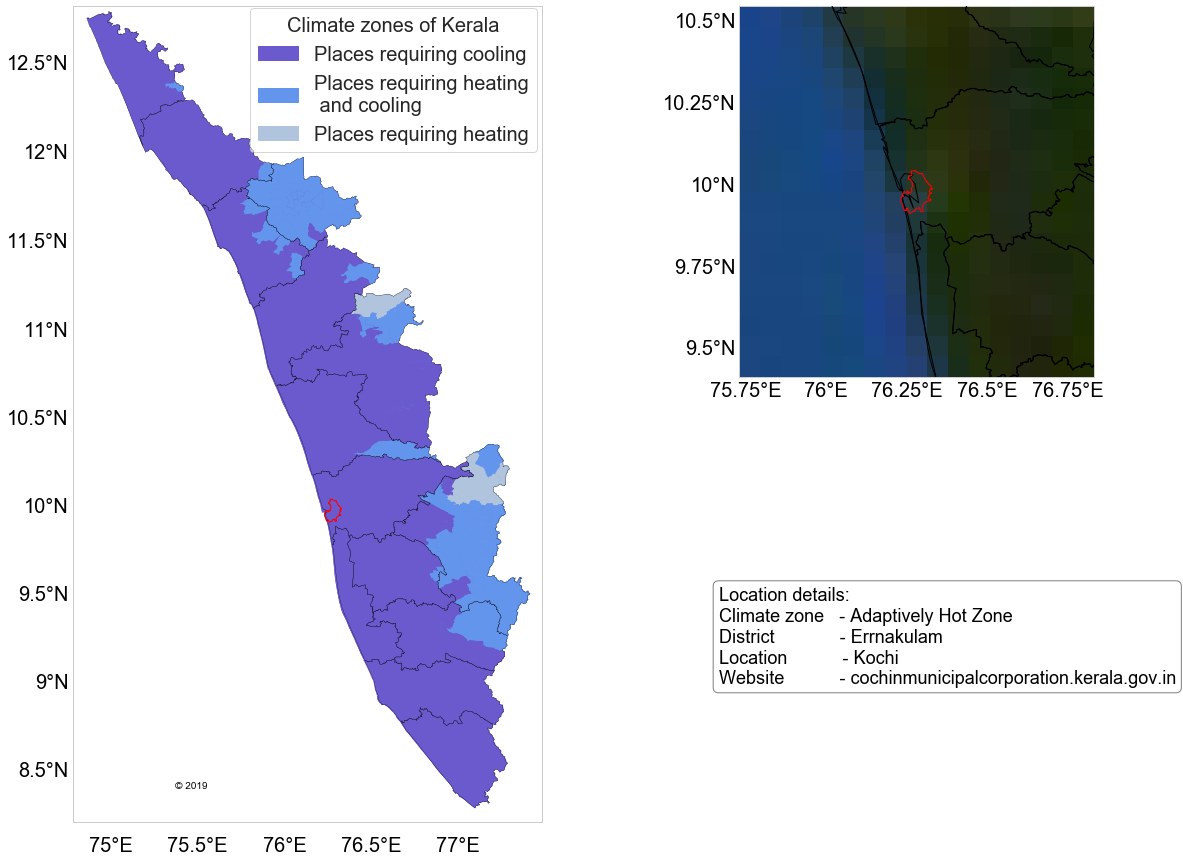 Climate zones of Kerala
Places requiring cooling
Places requiring heating
and cooling
Places requiring heating
12.5°N
12°N
11.5°N
11°N
10.5°N
10°N
9.5°N
9°N
8.5°N
75°E 75.5°E 76°E 76.5°E 77°E
© 2019
10.5°N
10.25°N
10°N
9.75°N
9.5°N
75.75°E 76°E 76.25°E 76.5°E 76.75°E
Location details:
Climate zone - Adaptively Hot Zone
District - Errnakulam
Location - Kochi
Website - cochinmunicipalcorporation.kerala.gov.in